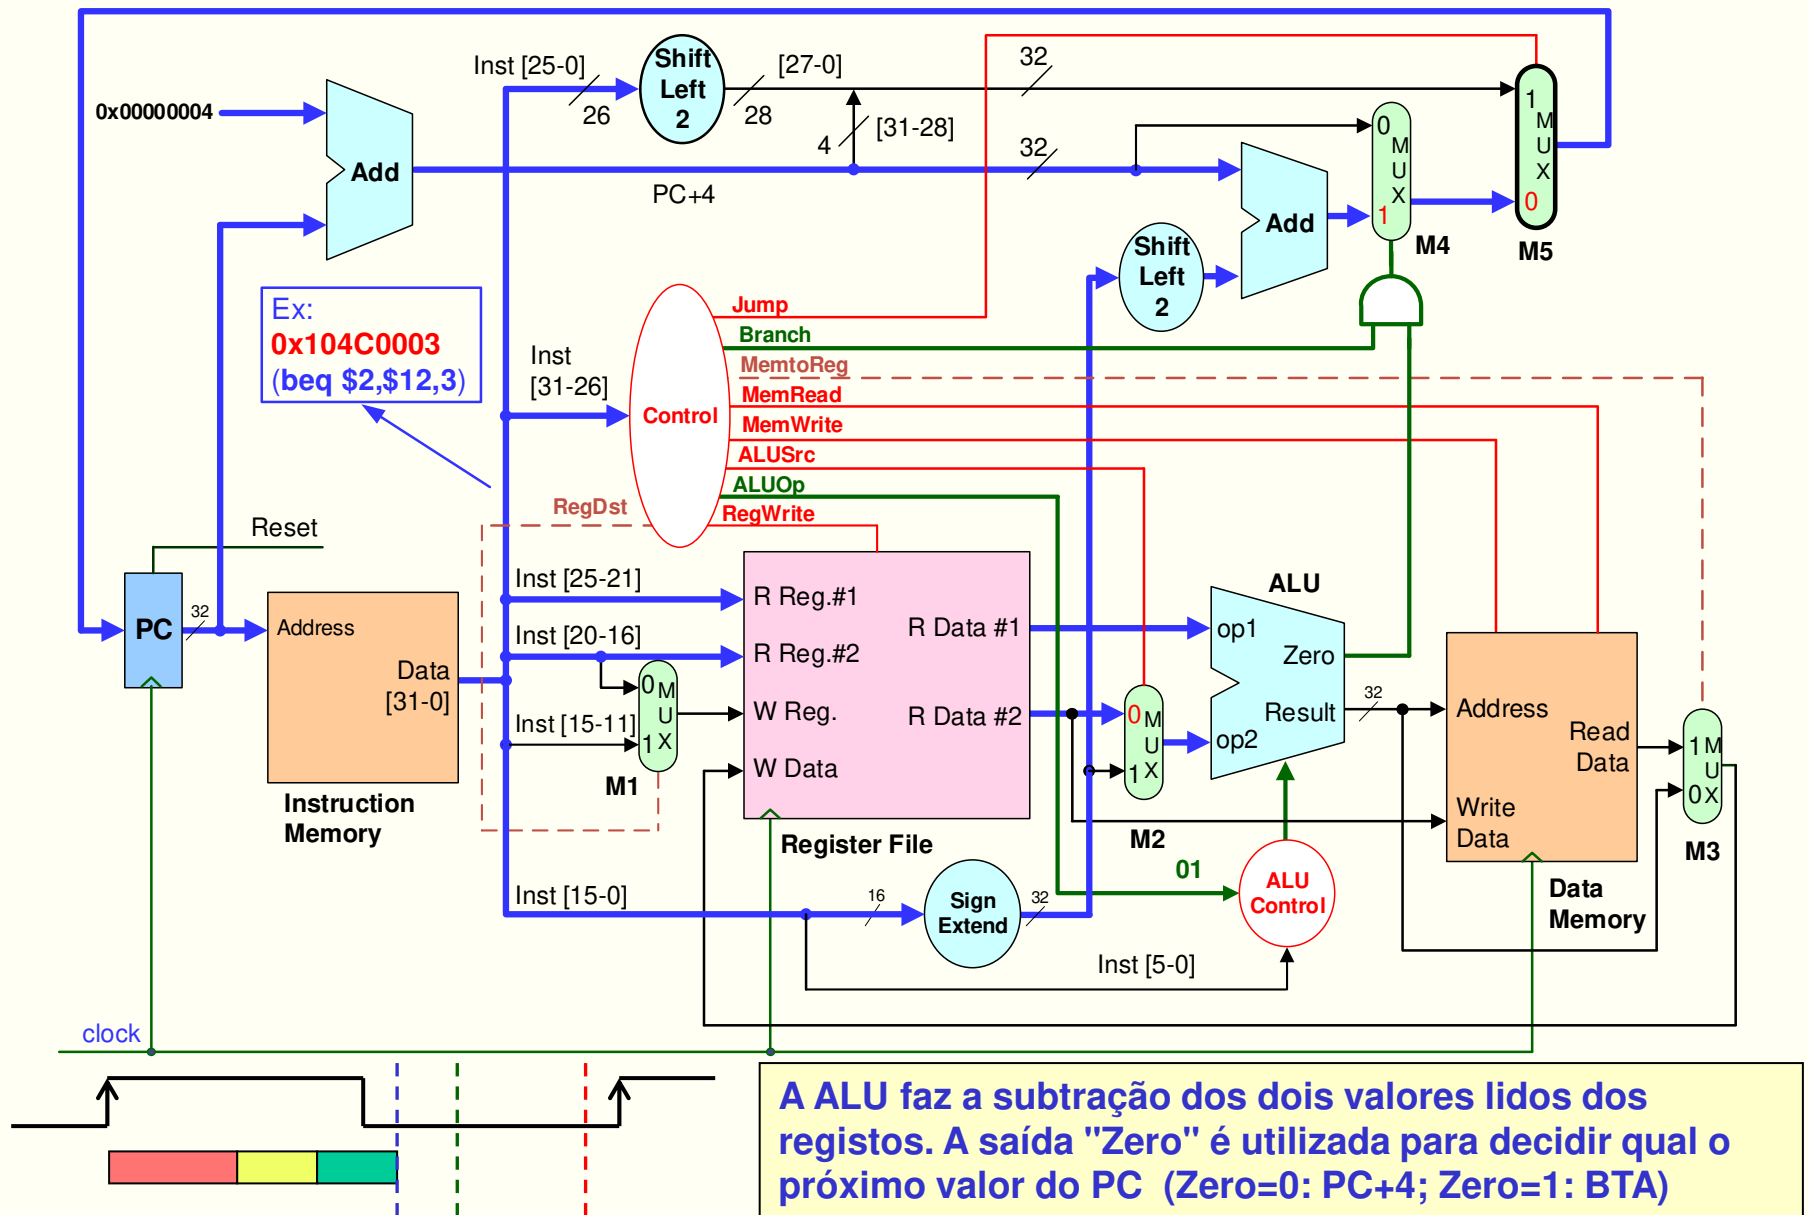 Inst [25-0]
26
Shift
Left
2
[27-0]
28
32
0x00000004
Add
4
[31-28]
PC+4
32
1
M
U
X
0
M5
0
M
U
X
1
M4
Add
Shift
Left
2
Ex:
0x104C0003
(beq $2,$12,3)
Inst
[31-26]
Control
Jump
Branch
MemtoReg
MemRead
MemWrite
ALUSrc
ALUOp
RegWrite
RegDst
Reset
PC
32
Address
Data
[31-0]
Instruction
Memory
Inst [25-21]
Inst [20-16]
Inst [15-11]
0
M
U
X
1
M1
R Reg.#1
R Reg.#2
W Reg.
W Data
R Data #1
R Data #2
Register File
0
M
U
X
1
M2
ALU
op1
op2
Zero
Result
32
Address
Read
Data
Write
Data
Data
Memory
1
M
U
X
0
M3
Inst [15-0]
16
Sign
Extend
32
01
ALU
Control
Inst [5-0]
clock
A ALU faz a subtração dos dois valores lidos dos
registos. A saída "Zero" é utilizada para decidir qual o
próximo valor do PC (Zero=0: PC+4; Zero=1: BTA)